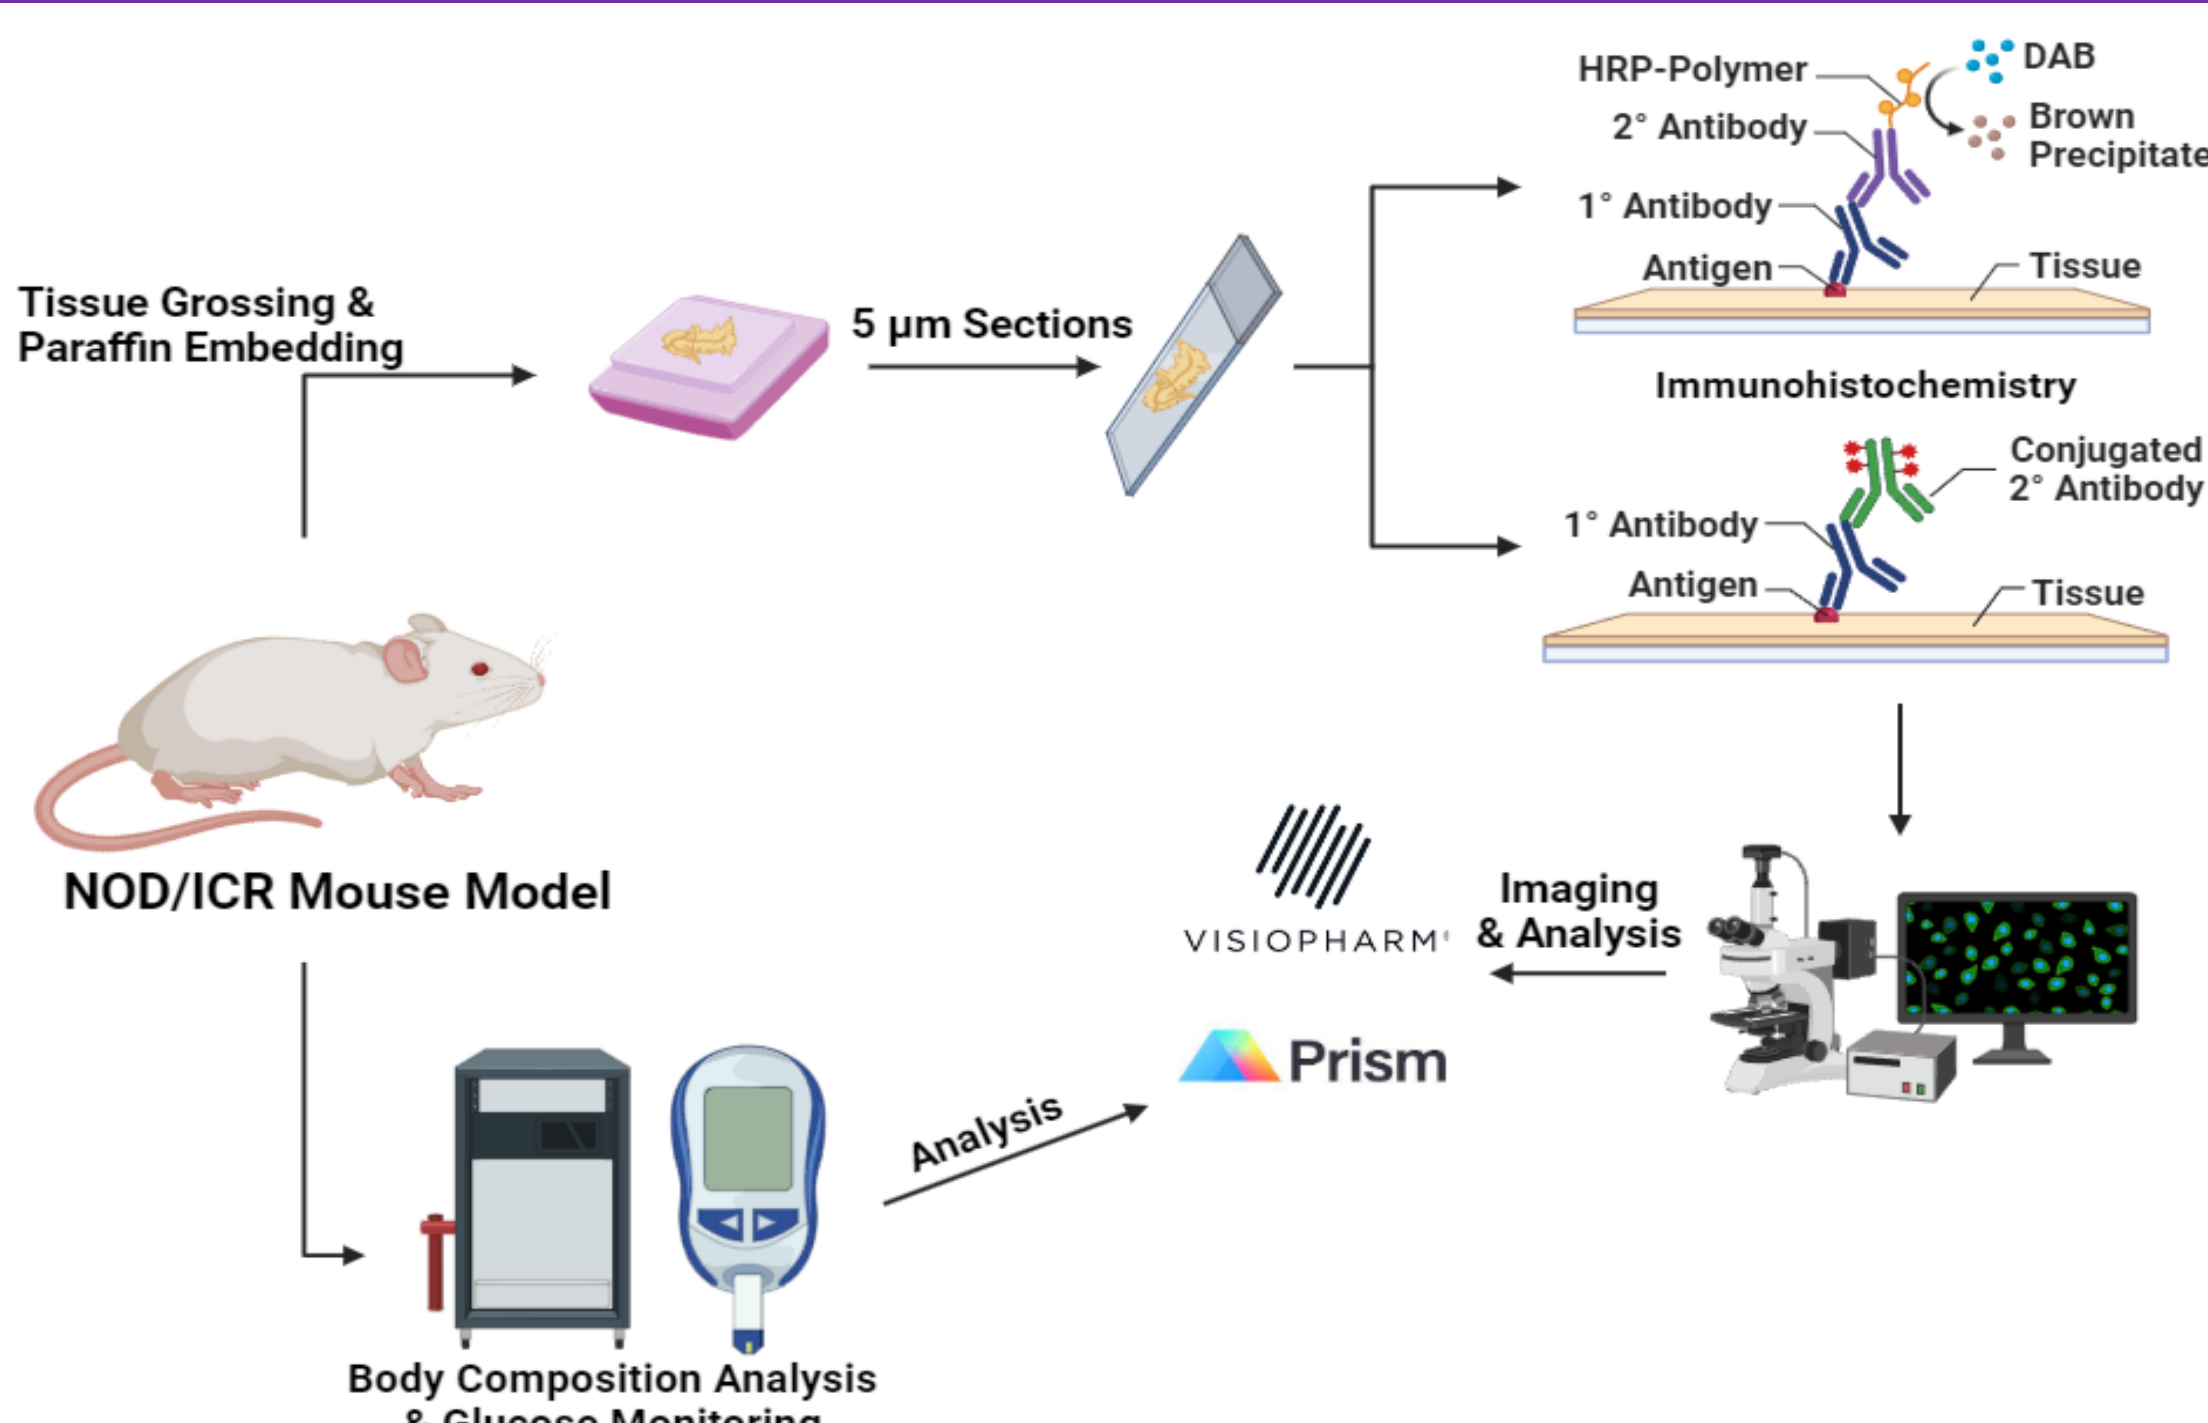 HRP-Polymer
DAB
2° Antibody
Brown
Precipitate
1° Antibody
Antigen
Tissue
Tissue Grossing &
Paraffin Embedding
5 µm Sections
Immunohistochemistry
Conjugated
2° Antibody
1° Antibody
Antigen
Tissue
NOD/ICR Mouse Model
Imaging
& Analysis
VISIOPHARM
Prism
Analysis
Body Composition Analysis
& Glucose Monitoring